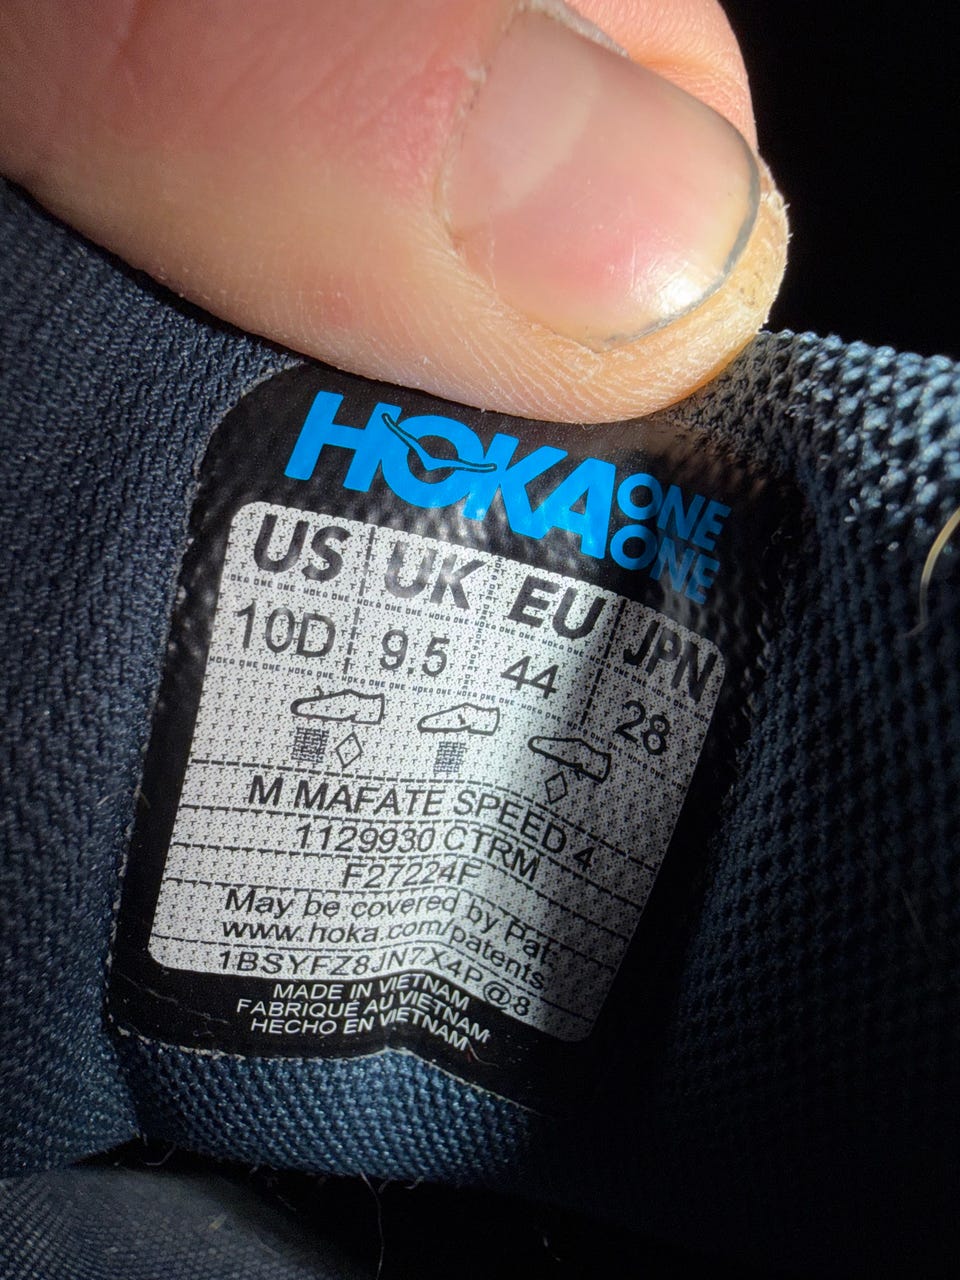 HOKA ONE ONE
US UK EU JPN
10D 9.5 44 28
M MAFATE SPEED 4
1129930 CTRM
F27224F
May be covered by Pat.
www.hoka.com/patents
1BSYFZ8JN7X4P @8
MADE IN VIETNAM
FABRIQUÉ AU VIETNAM
HECHO EN VIETNAM